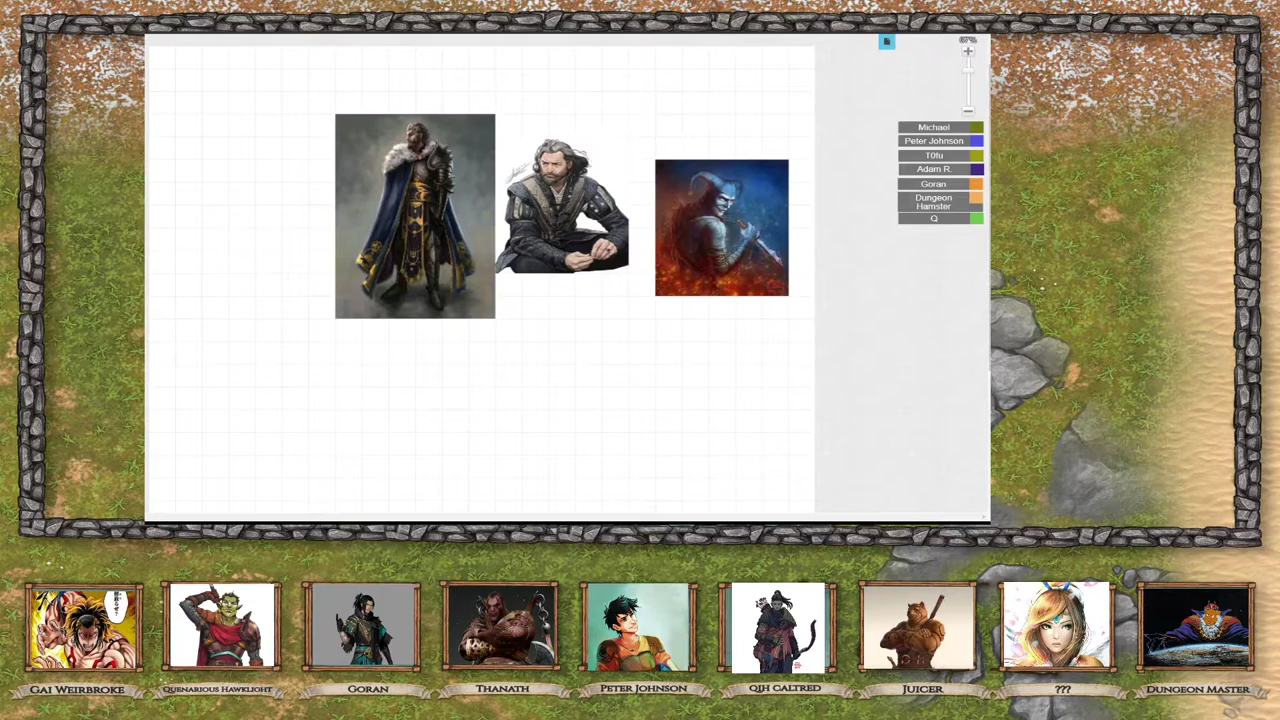 Michael
Peter Johnson
T0fu
Adam R.
Goran
Dungeon
Hamster
Q
Gai Weirbroke
Quenarious Hawklight
Goran
Thanath
Peter Johnson
Qih Caltred
Juicer
???
Dungeon Master